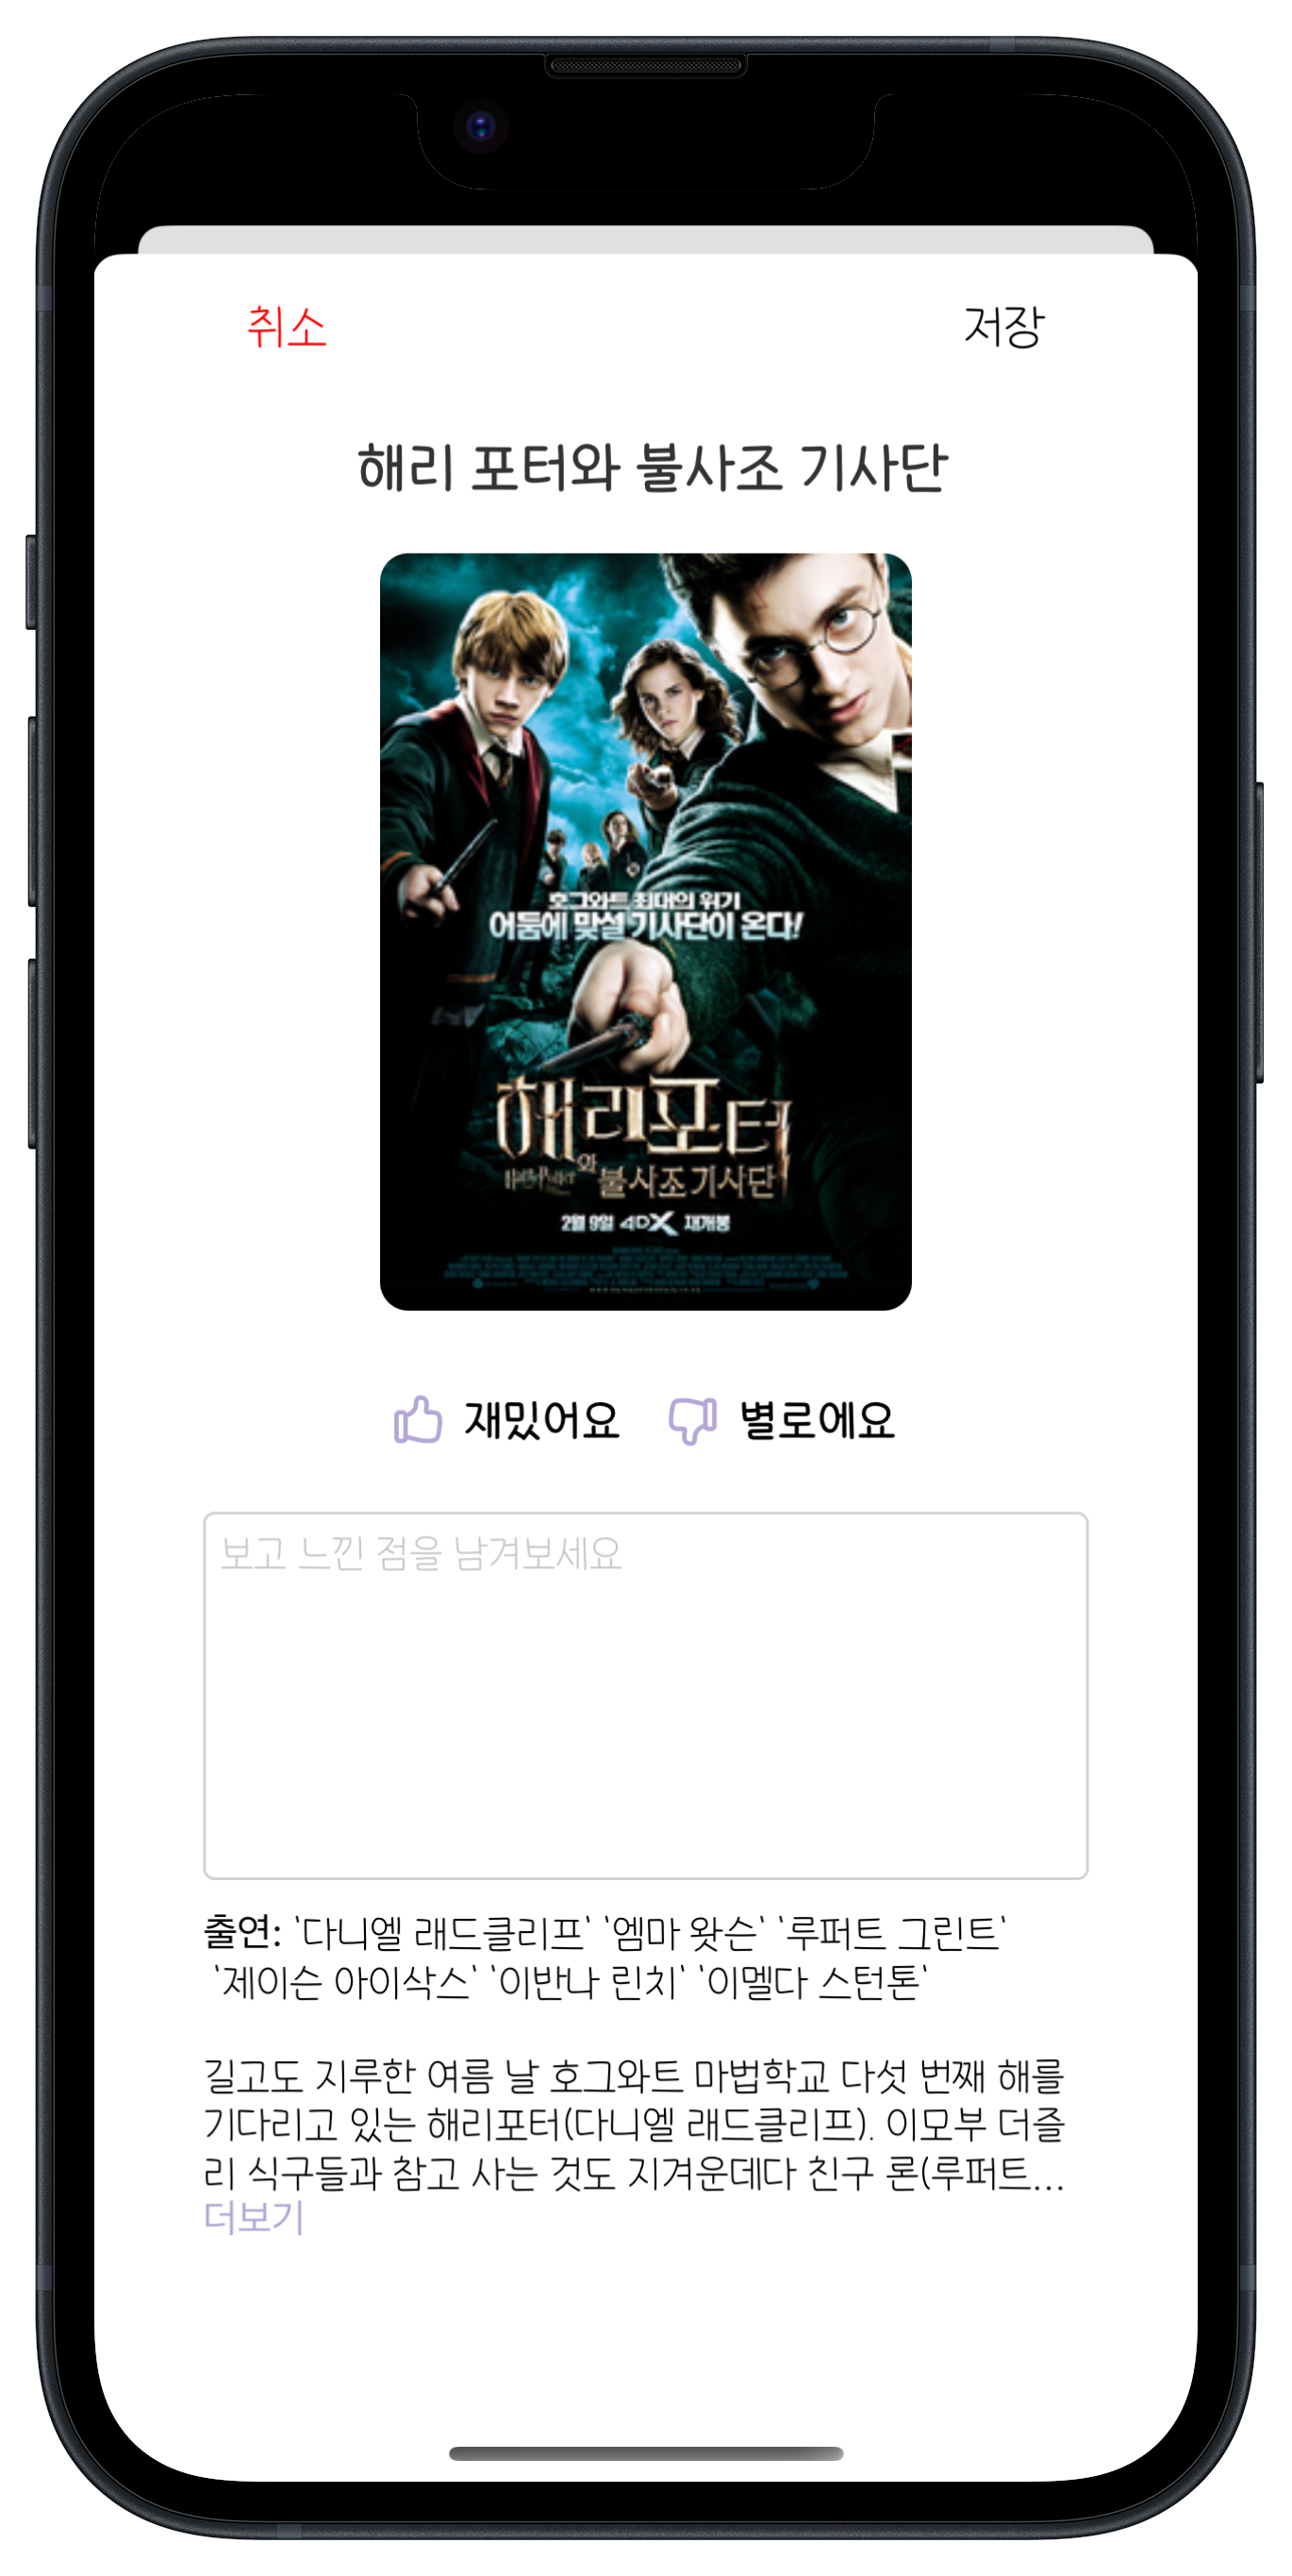 취소
저장
해리 포터와 불사조 기사단
호그와트 최대의 위기
어둠에 맞설 기사단이 온다!
해리포터
와 불사조기사단
2월 9일 4DX 재개봉
재밌어요
별로에요
보고 느낀 점을 남겨보세요
출연: '다니엘 래드클리프' '엠마 왓슨' '루퍼트 그린트'
'제이슨 아이삭스' '이반나 린치' '이멜다 스턴톤'
길고도 지루한 여름 날 호그와트 마법학교 다섯 번째 해를
기다리고 있는 해리포터(다니엘 래드클리프). 이모부 더즐
리 식구들과 참고 사는 것도 지겨운데다 친구 론(루퍼트...
더보기